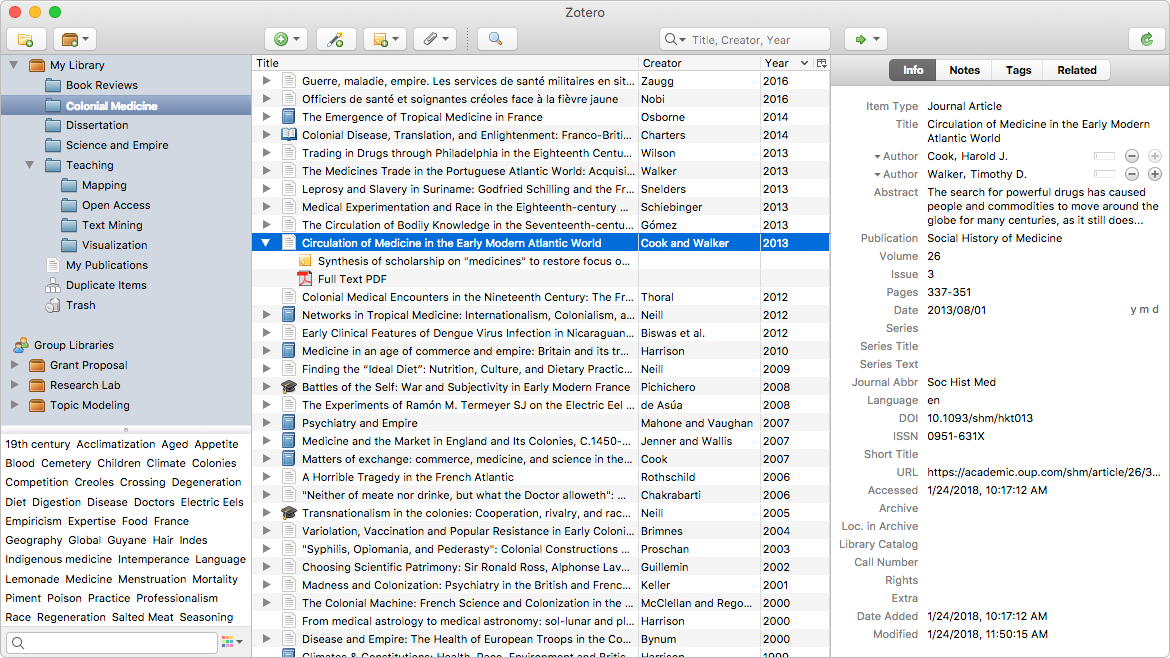 Zotero
Title, Creator, Year
My Library
Book Reviews
Colonial Medicine
Dissertation
Science and Empire
Teaching
Mapping
Open Access
Text Mining
Visualization
My Publications
Duplicate Items
Trash
Group Libraries
Grant Proposal
Research Lab
Topic Modeling
19th century Acclimatization Aged Appetite
Blood Cemetery Children Climate Colonies
Competition Creoles Crossing Degeneration
Diet Digestion Disease Doctors Electric Eels
Empiricism Expertise Food France
Geography Global Guyane Hair Indes
Indigenous medicine Intemperance Language
Lemonade Medicine Menstruation Mortality
Piment Poison Practice Professionalism
Race Regeneration Salted Meat Seasoning
Title Creator Year
Guerre, maladie, empire. Les services de santé militaires en sit... Zaugg 2016
Officiers de santé et soignantes créoles face à la fièvre jaune Nobi 2016
The Emergence of Tropical Medicine in France Osborne 2014
Colonial Disease, Translation, and Enlightenment: Franco-Briti... Charters 2014
Trading in Drugs through Philadelphia in the Eighteenth Centu... Wilson 2013
The Medicines Trade in the Portuguese Atlantic World: Acquisi... Walker 2013
Leprosy and Slavery in Suriname: Godfried Schilling and the Fr... Snelders 2013
Medical Experimentation and Race in the Eighteenth-century ... Schiebinger 2013
The Circulation of Bodily Knowledge in the Seventeenth-centu... Gómez 2013
Circulation of Medicine in the Early Modern Atlantic World Cook and Walker 2013
Synthesis of scholarship on "medicines" to restore focus o...
Full Text PDF
Colonial Medical Encounters in the Nineteenth Century: The Fr... Thoral 2012
Networks in Tropical Medicine: Internationalism, Colonialism, a... Neill 2012
Early Clinical Features of Dengue Virus Infection in Nicaraguan... Biswas et al. 2012
Medicine in an age of commerce and empire: Britain and its tr... Harrison 2010
Finding the “Ideal Diet”: Nutrition, Culture, and Dietary Practic... Neill 2009
Battles of the Self: War and Subjectivity in Early Modern France Pichichero 2008
The Experiments of Ramón M. Termeyer SJ on the Electric Eel ... de Asúa 2008
Psychiatry and Empire Mahone and Vaughan 2007
Medicine and the Market in England and Its Colonies, C.1450-... Jenner and Wallis 2007
Matters of exchange: commerce, medicine, and science in the... Cook 2007
A Horrible Tragedy in the French Atlantic Rothschild 2006
"Neither of meate nor drinke, but what the Doctor alloweth": ... Chakrabarti 2006
Transnationalism in the colonies: Cooperation, rivalry, and rac... Neill 2005
Variolation, Vaccination and Popular Resistance in Early Coloni... Brimnes 2004
"Syphilis, Opiomania, and Pederasty": Colonial Constructions ... Proschan 2003
Choosing Scientific Patrimony: Sir Ronald Ross, Alphonse Lav... Guillemin 2002
Madness and Colonization: Psychiatry in the British and Frenc... Keller 2001
The Colonial Machine: French Science and Colonization in the ... McClellan and Rego... 2000
From medical astrology to medical astronomy: sol-lunar and pl... Harrison 2000
Disease and Empire: The Health of European Troops in the Co... Bynum 2000
Climates & Constitutions: Health, Race, Environment and Briti... Harrison 1999
Info Notes Tags Related
Item Type Journal Article
Title Circulation of Medicine in the Early Modern
Atlantic World
Author Cook, Harold J.
Author Walker, Timothy D.
Abstract The search for powerful drugs has caused
people and commodities to move around the
globe for many centuries, as it still does...
Publication Social History of Medicine
Volume 26
Issue 3
Pages 337-351
Date 2013/08/01 y m d
Series
Series Title
Series Text
Journal Abbr Soc Hist Med
Language en
DOI 10.1093/shm/hkt013
ISSN 0951-631X
Short Title
URL https://academic.oup.com/shm/article/26/3...
Accessed 1/24/2018, 10:17:12 AM
Archive
Loc. in Archive
Library Catalog
Call Number
Rights
Extra
Date Added 1/24/2018, 10:17:12 AM
Modified 1/24/2018, 11:50:15 AM